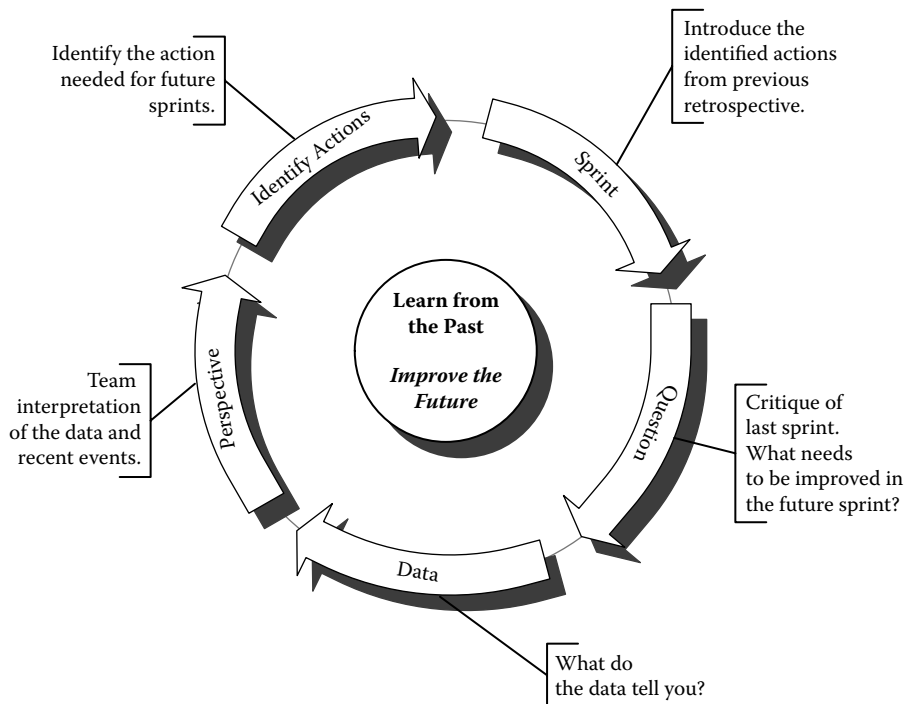 Identify the action
needed for future
sprints.
Introduce the
identified actions
from previous
retrospective.
Identify Actions
Sprint
Learn from
the Past
Improve the
Future
Perspective
Question
Team
interpretation
of the data and
recent events.
Critique of
last sprint.
What needs
to be improved in
the future sprint?
Data
What do
the data tell you?